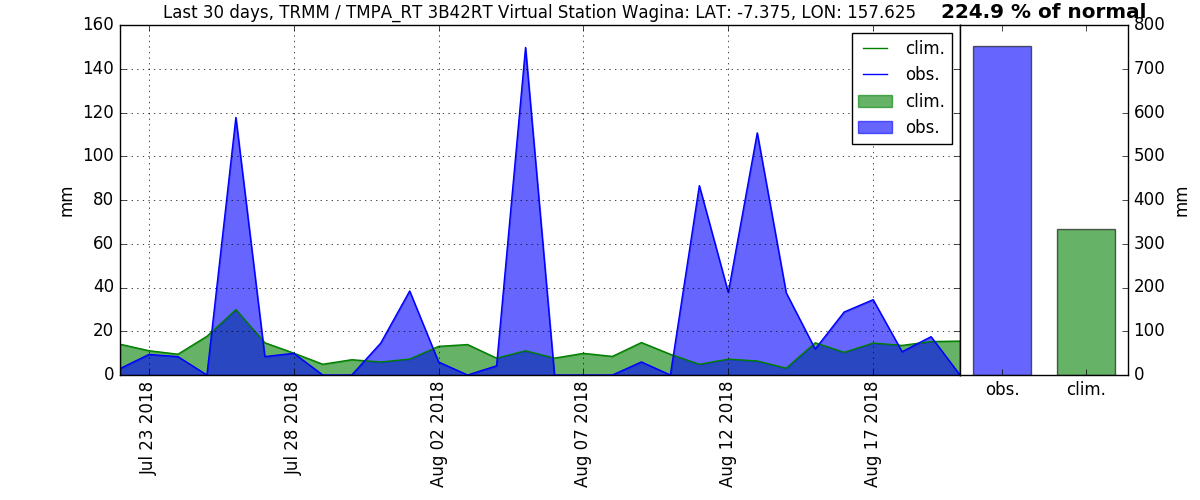 Last 30 days, TRMM / TMPA_RT 3B42RT Virtual Station Wagina: LAT: -7.375, LON: 157.625
224.9 % of normal
mm
160
140
120
100
80
60
40
20
0
clim.
obs.
clim.
obs.
Jul 23 2018
Jul 28 2018
Aug 02 2018
Aug 07 2018
Aug 12 2018
Aug 17 2018
800
700
600
500
400
300
200
100
0
mm
obs.
clim.